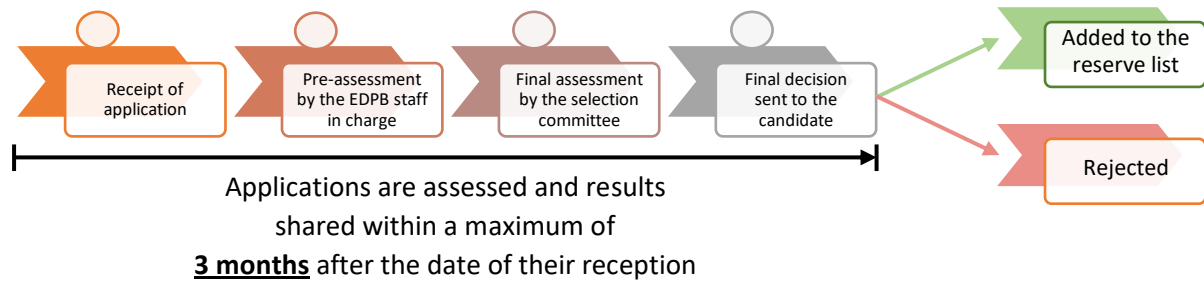 Receipt of
application
Pre-assessment
by the EDPB staff
in charge
Final assessment
by the selection
committee
Final decision
sent to the
candidate
Added to the
reserve list
Rejected
Applications are assessed and results
shared within a maximum of
3 months after the date of their reception